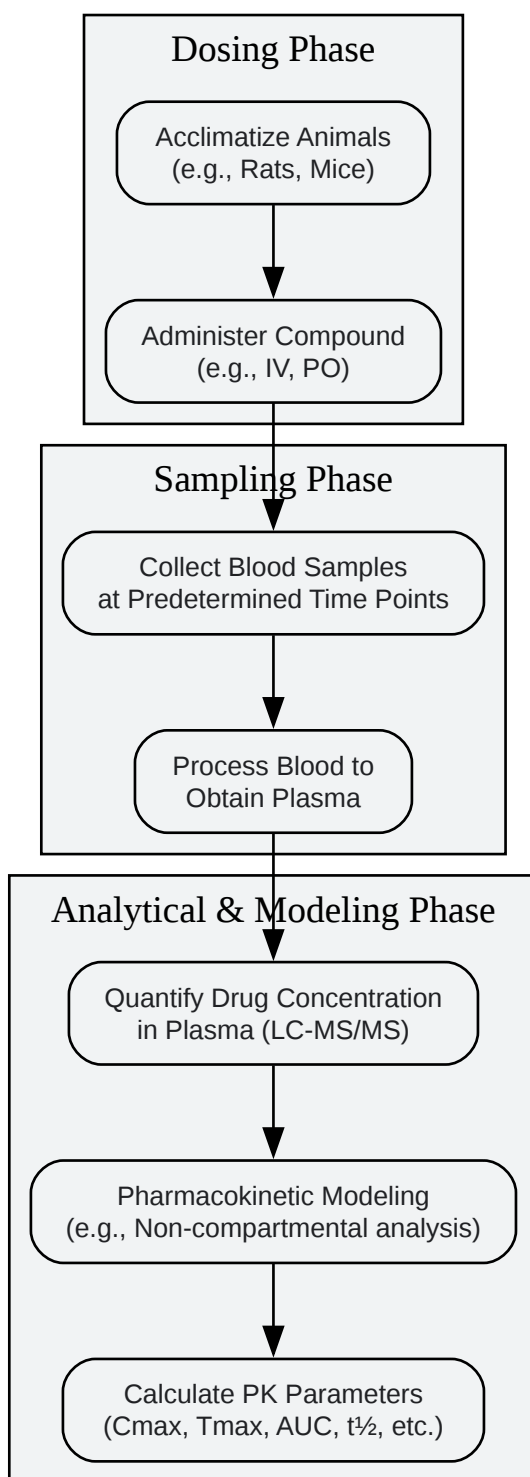 Dosing Phase
Acclimatize Animals
(e.g., Rats, Mice)
Administer Compound
(e.g., IV, PO)
Sampling Phase
Collect Blood Samples
at Predetermined Time Points
Process Blood to
Obtain Plasma
Analytical & Modeling Phase
Quantify Drug Concentration
in Plasma (LC-MS/MS)
Pharmacokinetic Modeling
(e.g., Non-compartmental analysis)
Calculate PK Parameters
(Cmax, Tmax, AUC, t½, etc.)